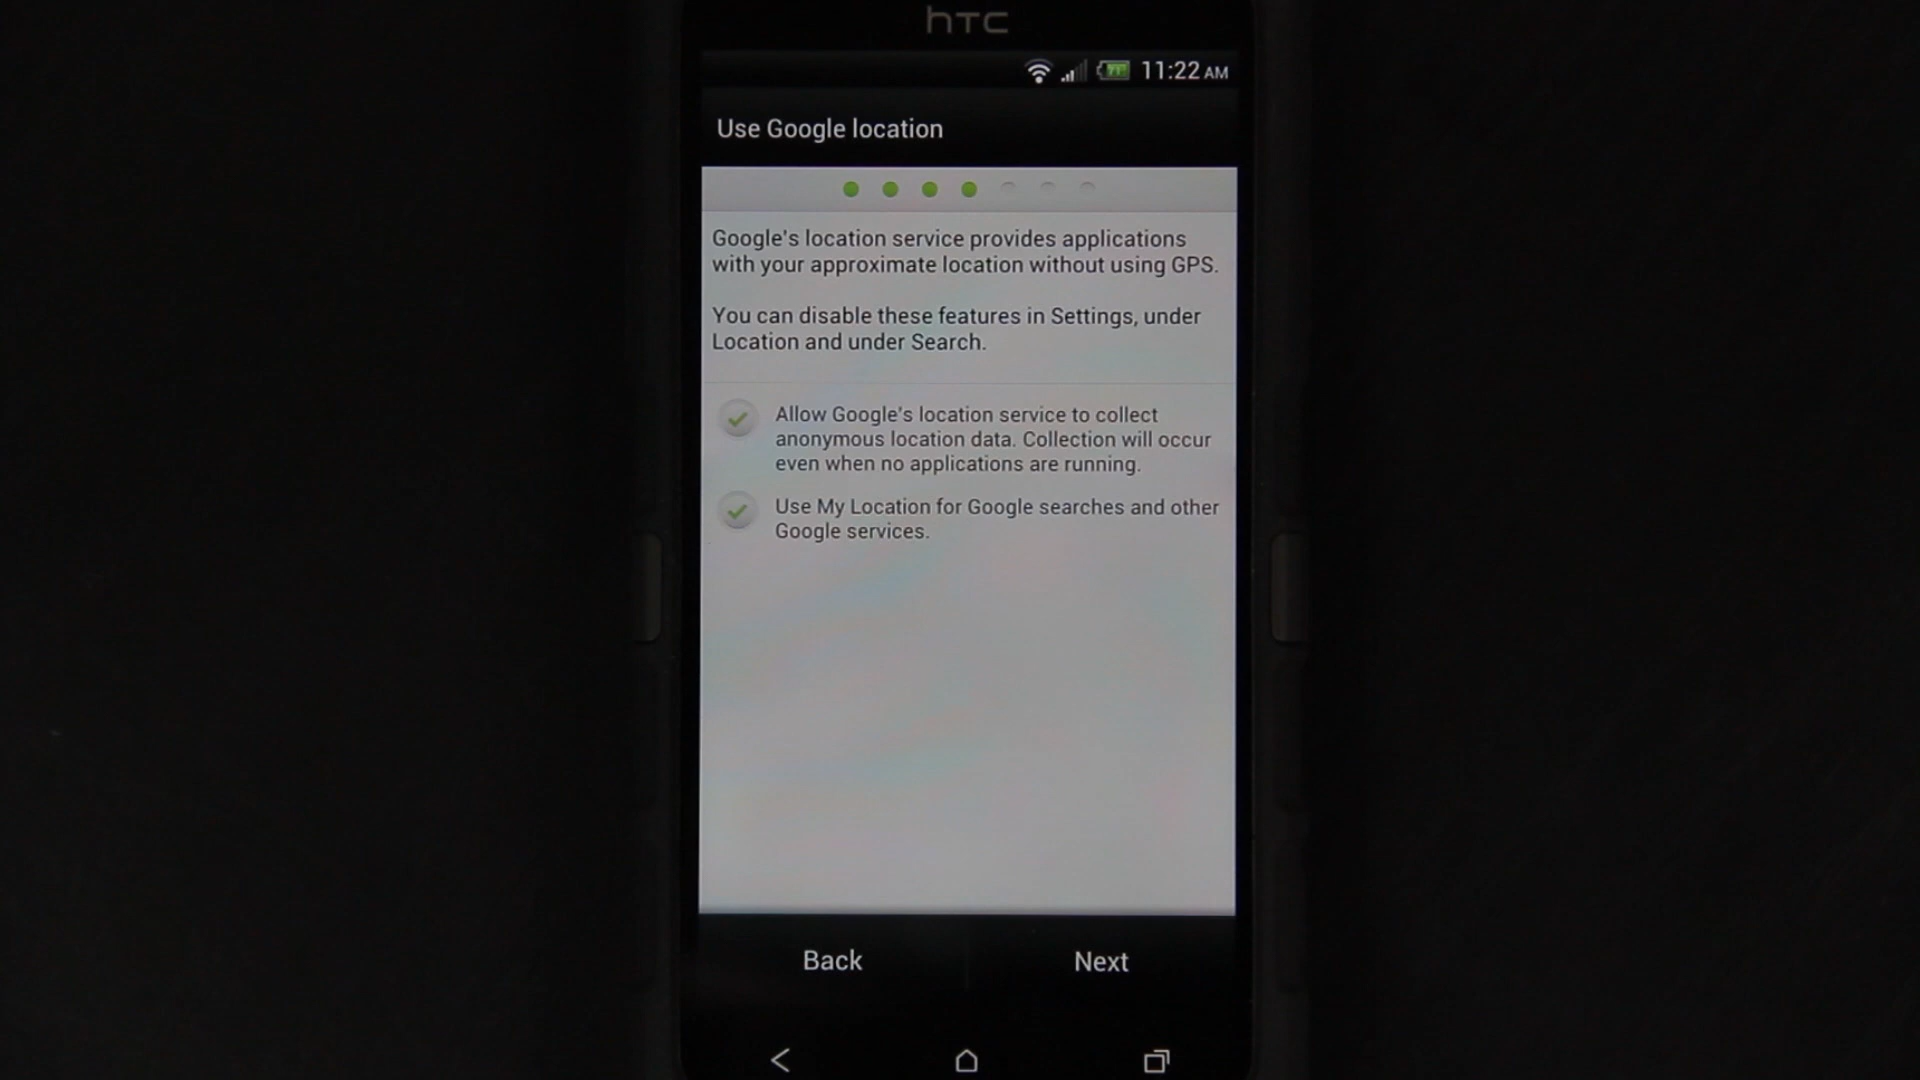 hTC
11:22 AM
Use Google location
Google's location service provides applications
with your approximate location without using GPS.
You can disable these features in Settings, under
Location and under Search.
Allow Google's location service to collect
anonymous location data. Collection will occur
even when no applications are running.
Use My Location for Google searches and other
Google services.
Back
Next